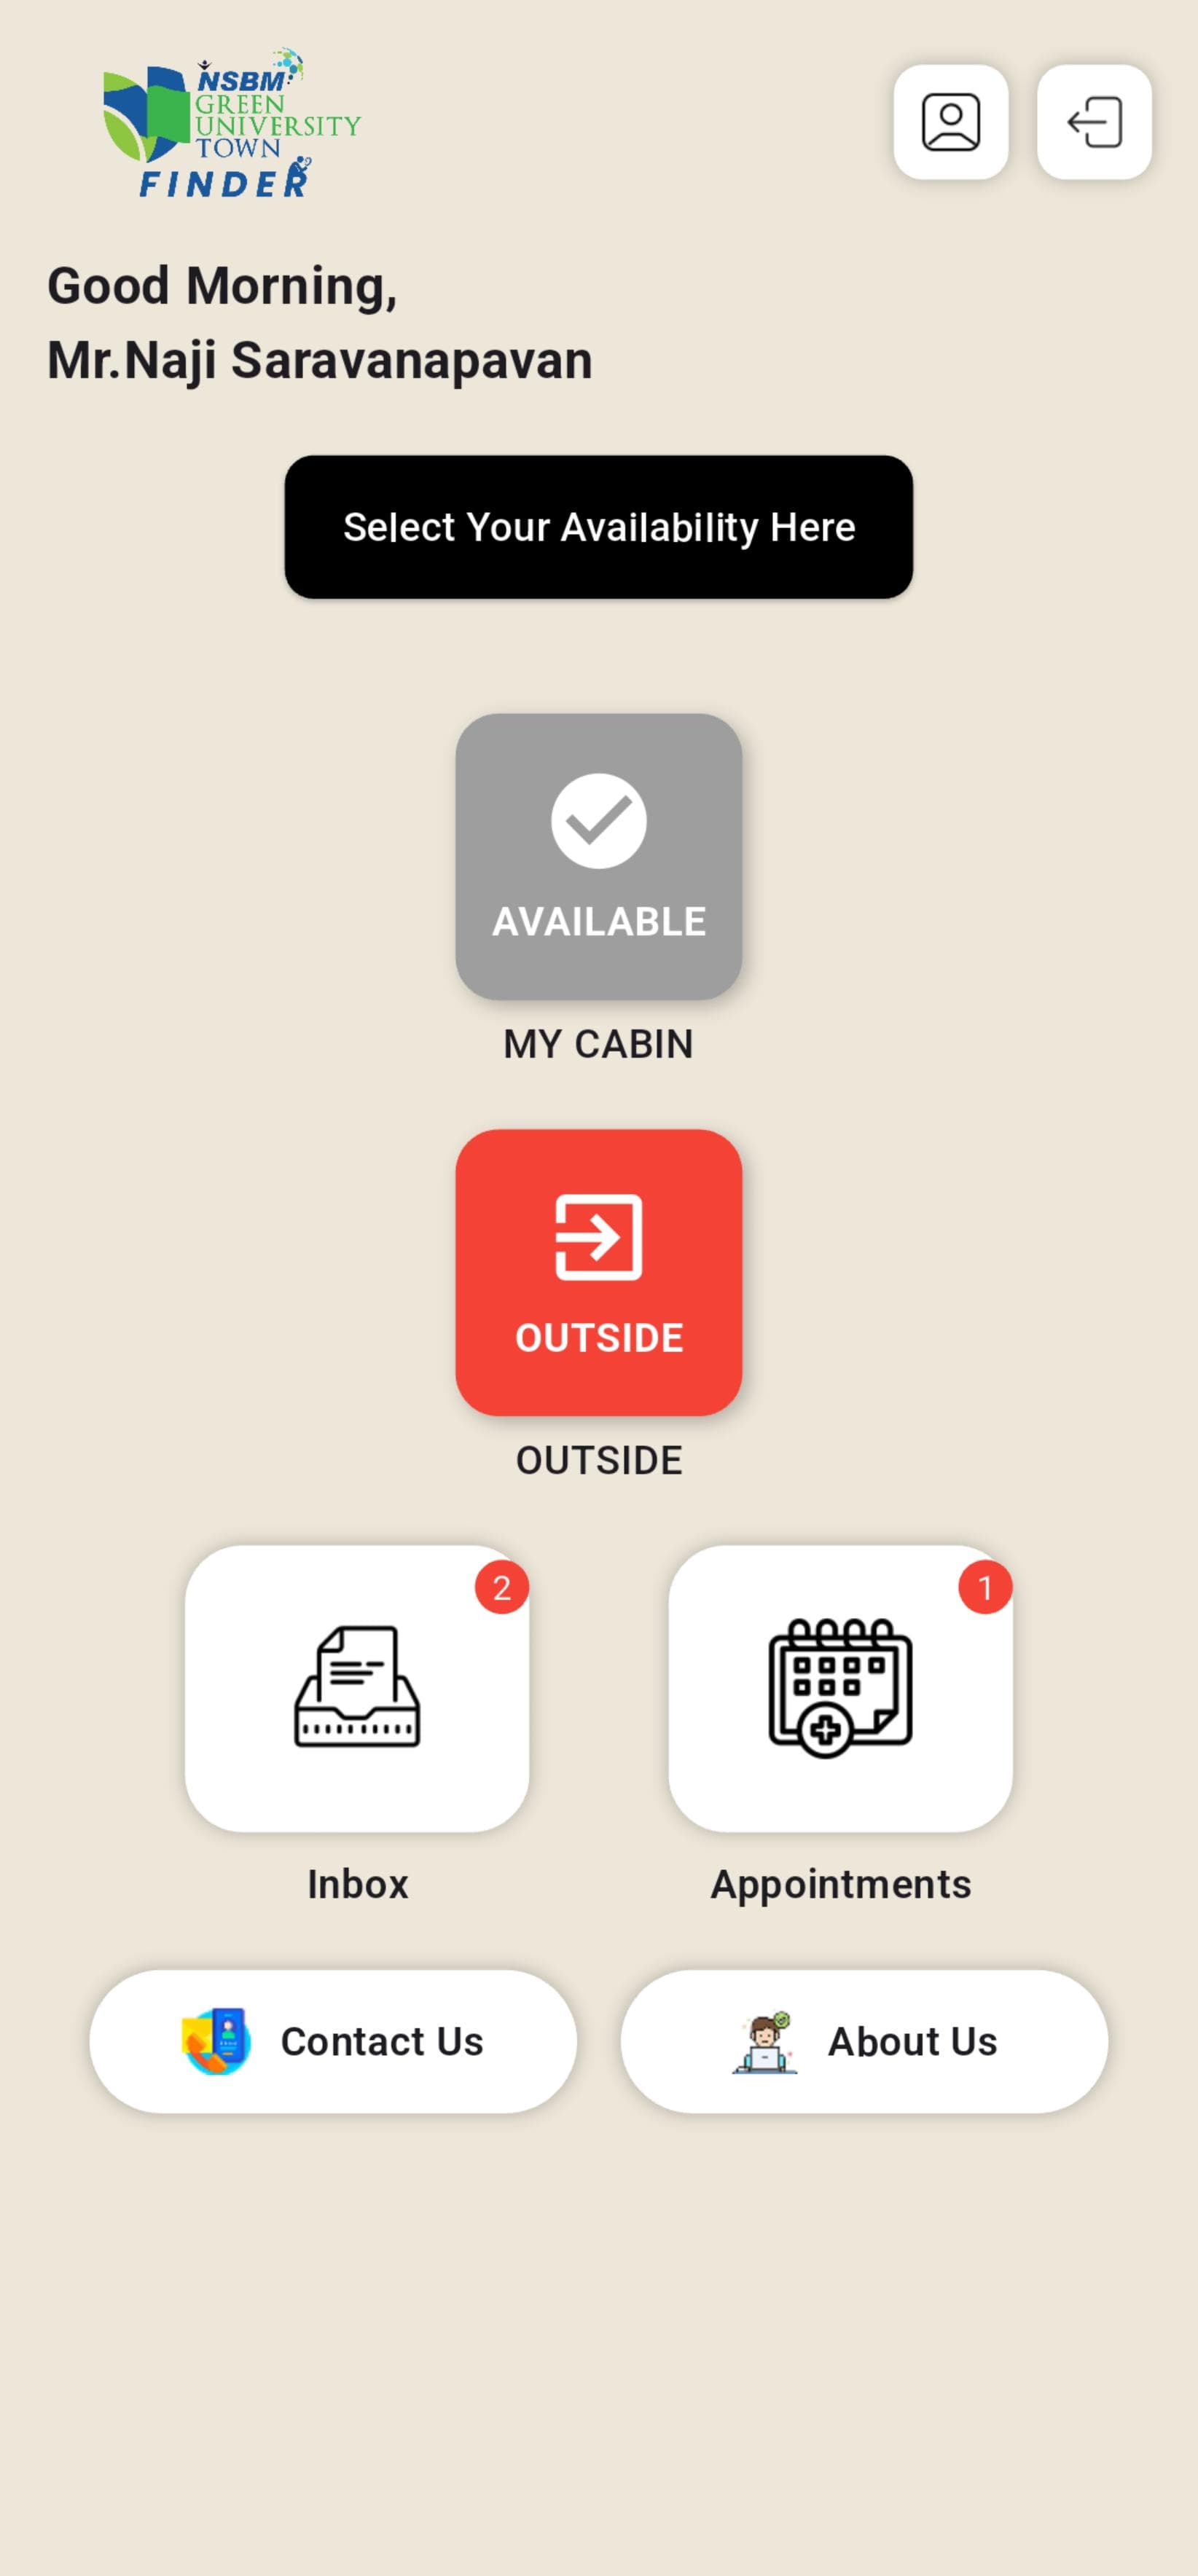 NSBM
GREEN
UNIVERSITY
TOWN
FINDER
Good Morning,
Mr.Naji Saravanapavan
Select Your Availability Here
AVAILABLE
MY CABIN
OUTSIDE
OUTSIDE
2
1
Inbox
Appointments
Contact Us
About Us